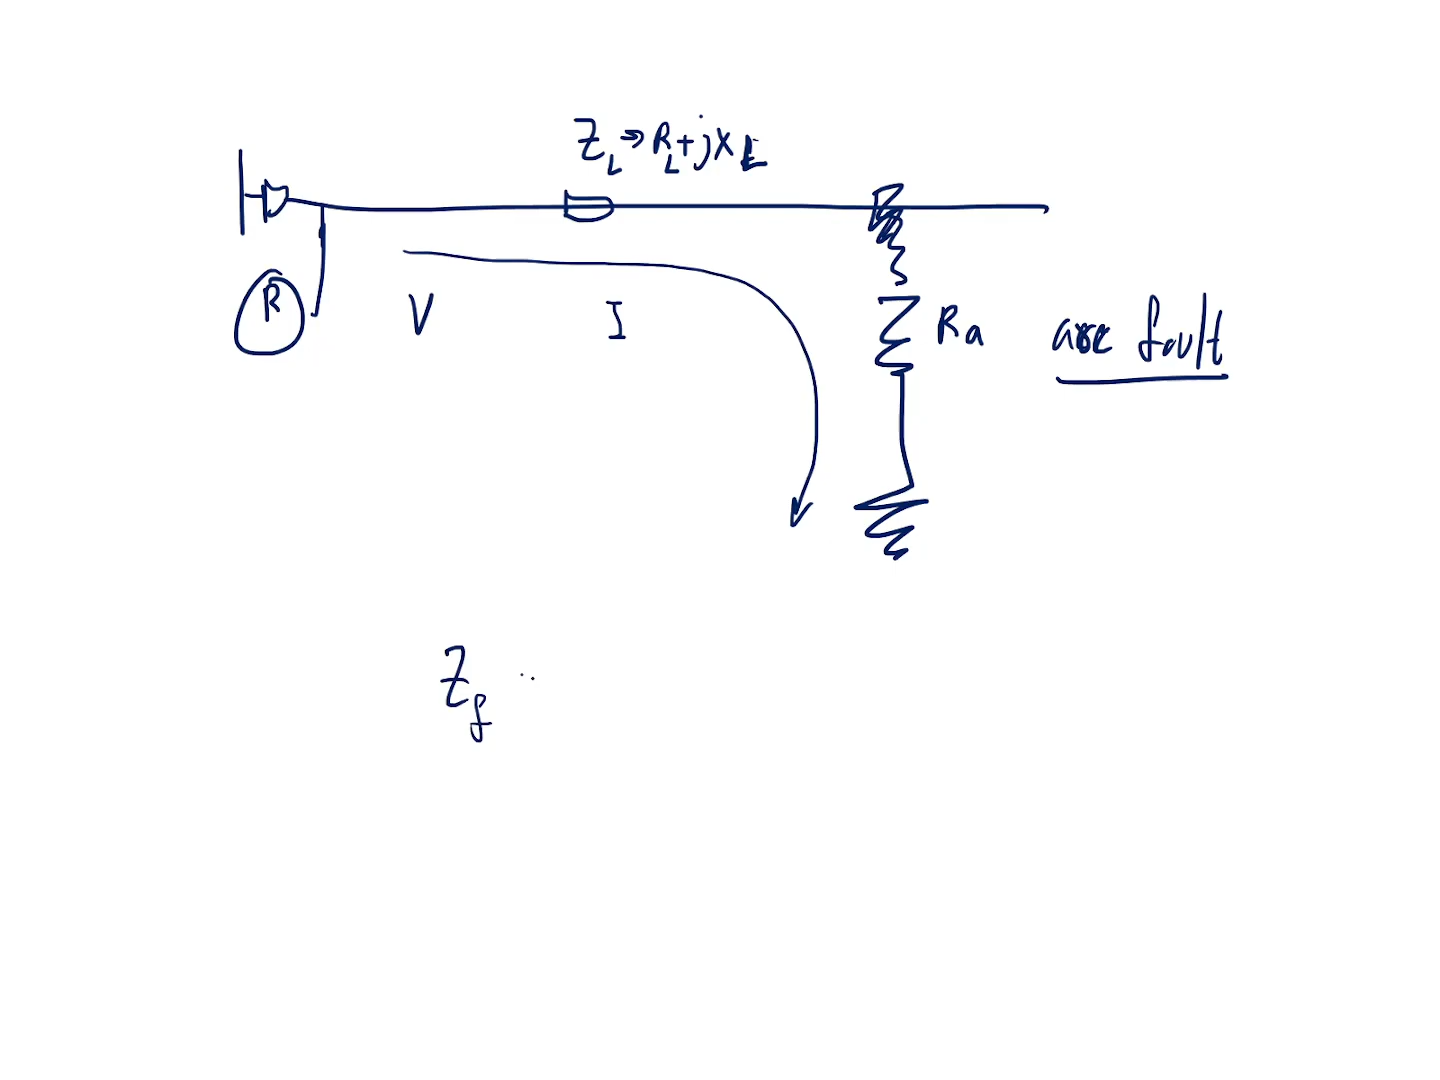 Z_L → R_L + jX_L
R
V I
Ra
arc fault
Z_f